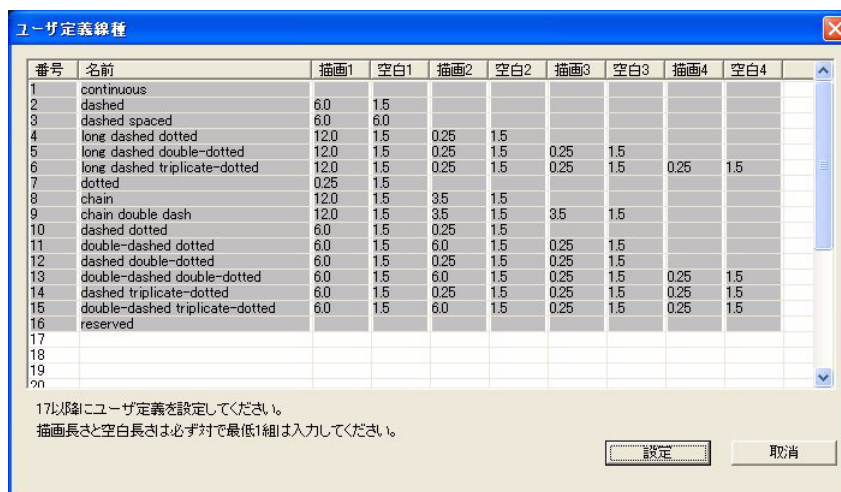 ユーザ定義線種
番号 名前 描画1 空白1 描画2 空白2 描画3 空白3 描画4 空白4
1 continuous
2 dashed 6.0 1.5
3 dashed spaced 6.0 6.0
4 long dashed dotted 12.0 1.5 0.25 1.5
5 long dashed double-dotted 12.0 1.5 0.25 1.5 0.25 1.5
6 long dashed triplicate-dotted 12.0 1.5 0.25 1.5 0.25 1.5 0.25 1.5
7 dotted 0.25 1.5
8 chain 12.0 1.5 3.5 1.5
9 chain double dash 12.0 1.5 3.5 1.5 3.5 1.5
10 dashed dotted 6.0 1.5 0.25 1.5
11 double-dashed dotted 6.0 1.5 6.0 1.5 0.25 1.5
12 dashed double-dotted 6.0 1.5 0.25 1.5 0.25 1.5
13 double-dashed double-dotted 6.0 1.5 6.0 1.5 0.25 1.5 0.25 1.5
14 dashed triplicate-dotted 6.0 1.5 0.25 1.5 0.25 1.5 0.25 1.5
15 double-dashed triplicate-dotted 6.0 1.5 6.0 1.5 0.25 1.5 0.25 1.5
16 reserved
17
18
19
20
17以降にユーザ定義を設定してください。
描画長さと空白長さは必ず対で最低1組は入力してください。
設定 取消